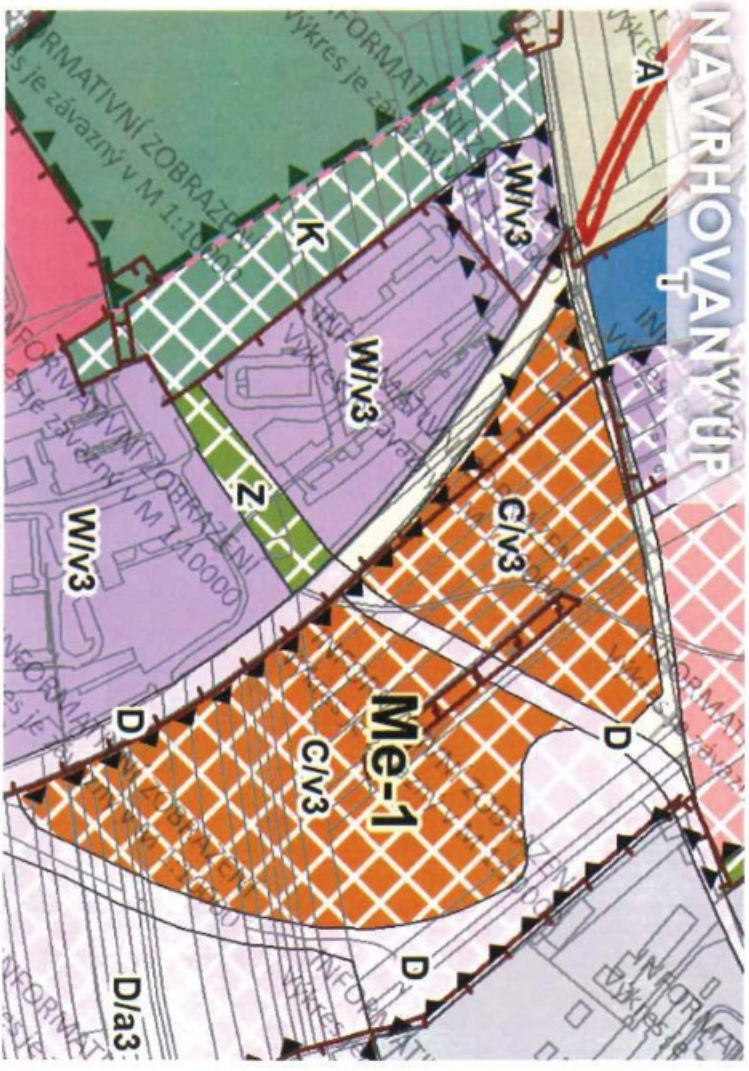 NAVRHOVANÝ ÚP
A
T
W/v3
K
W/v3
C/v3
Z
W/v3
D
Me-1
C/v3
D
D
D/a3
INFORMATIVNÍ ZOBRAZENÍ
Výkres je závazný v M 1:10000